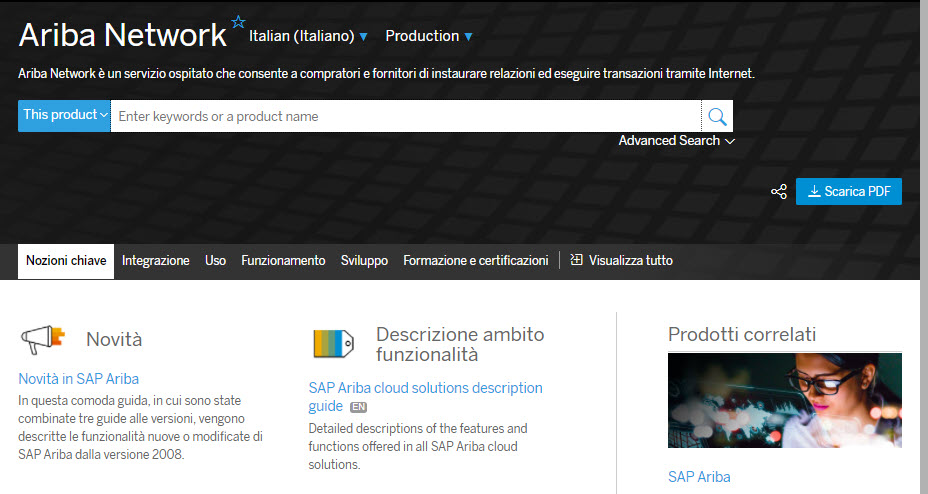 Ariba Network
Italian (Italiano)
Production
Ariba Network è un servizio ospitato che consente a compratori e fornitori di instaurare relazioni ed eseguire transazioni tramite Internet.
This product
Enter keywords or a product name
Advanced Search
Scarica PDF
Nozioni chiave
Integrazione
Uso
Funzionamento
Sviluppo
Formazione e certificazioni
Visualizza tutto
Novità
Novità in SAP Ariba
In questa comoda guida, in cui sono state
combinate tre guide alle versioni, vengono
descritte le funzionalità nuove o modificate di
SAP Ariba dalla versione 2008.
Descrizione ambito
funzionalità
SAP Ariba cloud solutions description
guide EN
Detailed descriptions of the features and
functions offered in all SAP Ariba cloud
solutions.
Prodotti correlati
SAP Ariba